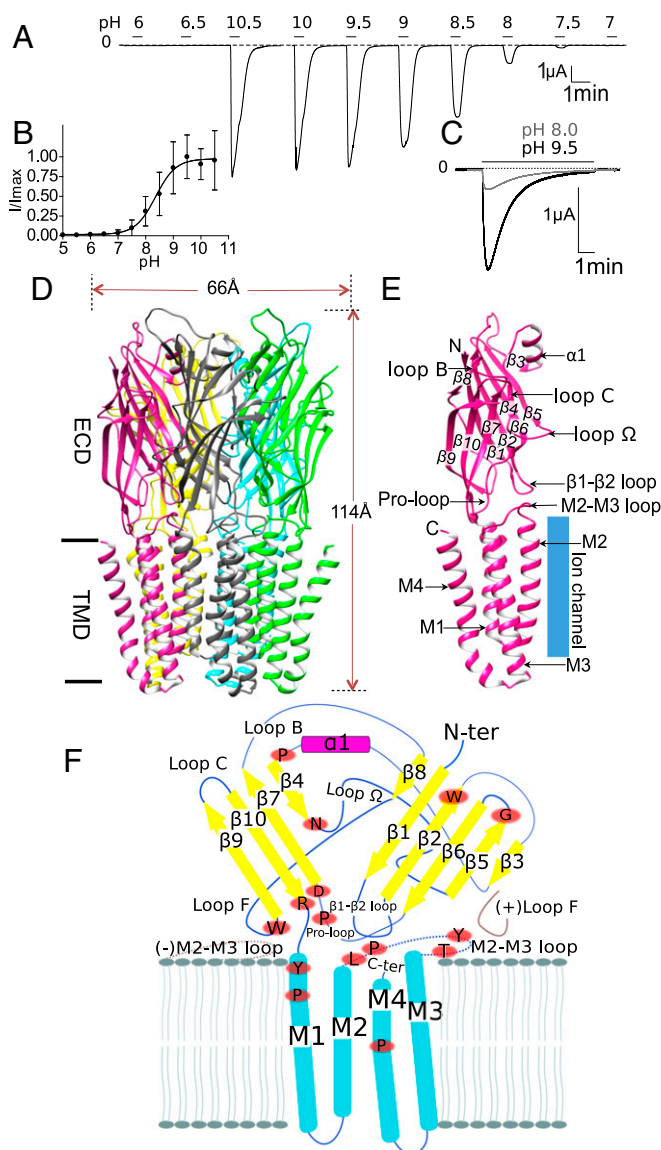 A
pH 6 6.5 10.5 10 9.5 9 8.5 8 7.5 7
0
1µA
1min
B
I/Imax
1.00
0.75
0.50
0.25
0.00
5 6 7 8 9 10 11
pH
C
pH 8.0
pH 9.5
0
1µA
1min
D
66Å
ECD
TMD
114Å
E
N
α1
β3
loop B
β8
loop C
β4
β5
β7
β6
loop Ω
β10
β2
β9
β1
β1-β2 loop
Pro-loop
M2-M3 loop
C
M2
M4
Ion channel
M1
M3
F
Loop B
α1
N-ter
P
Loop C
β4
β8
β7
Loop Ω
W
G
β10
N
β1
β9
β2
β6
β5
β3
D
R
β1-β2 loop
Loop F
P
(+)Loop F
W
Pro-loop
(-)M2-M3 loop
Y
P
Y
L
C-ter
T
M2-M3 loop
P
M1
M2
M4
M3
P